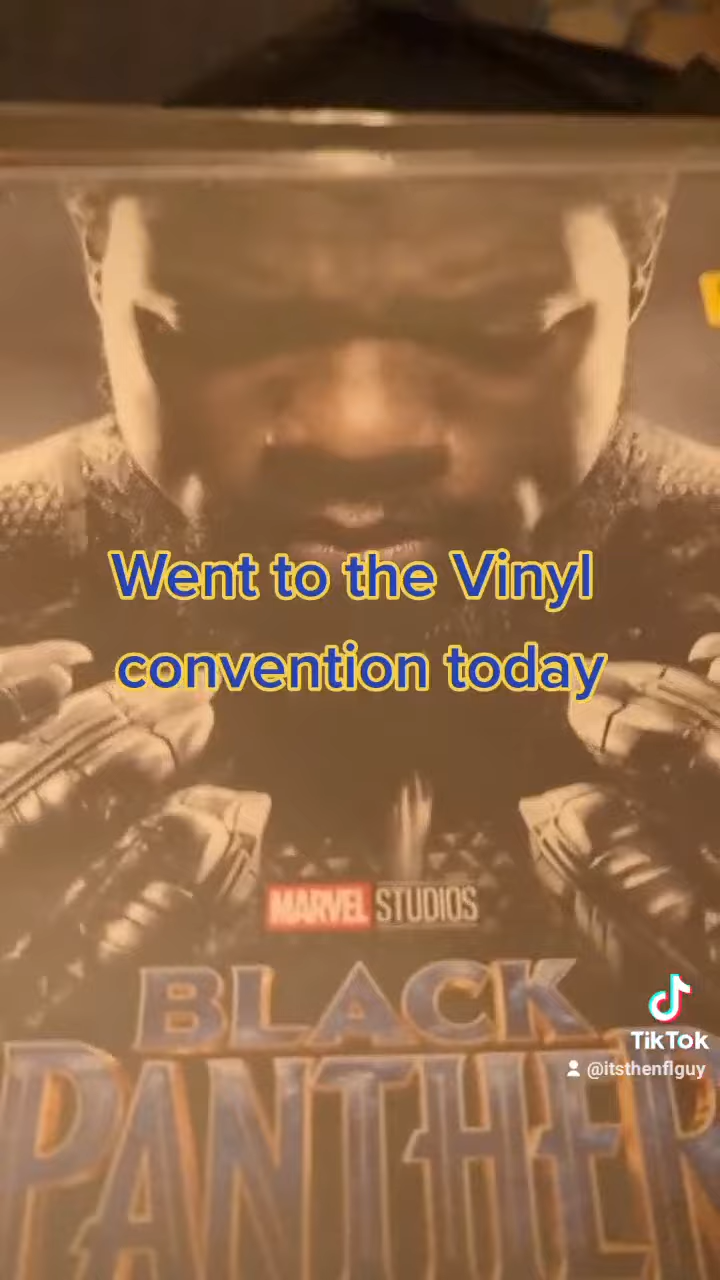 Went to the Vinyl
convention today
MARVEL STUDIOS
BLACK
PANTHER
TikTok
@itsthenflguy